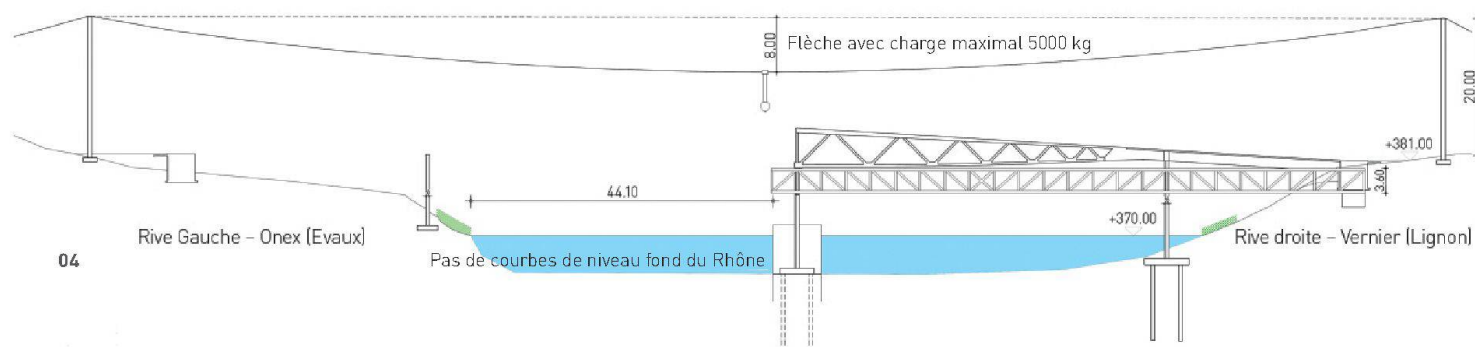 8.00
Flèche avec charge maximal 5000 kg
20.00
+381.00
3.60
44.10
+370.00
Rive Gauche – Onex (Evaux)
Rive droite – Vernier (Lignon)
04
Pas de courbes de niveau fond du Rhône